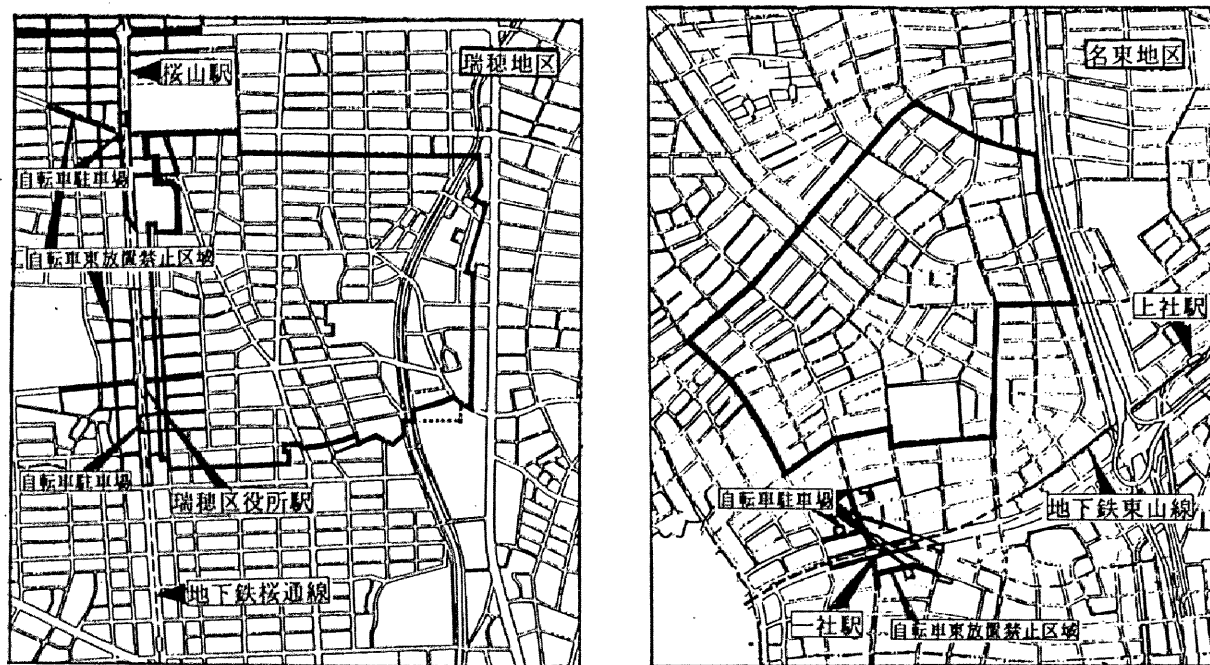 瑞穂地区
桜山駅
自転車駐車場
自転車東放置禁止区域
自転車駐車場
瑞穂区役所駅
地下鉄桜通線
名東地区
上社駅
自転車駐車場
地下鉄東山線
一社駅
自転車東放置禁止区域